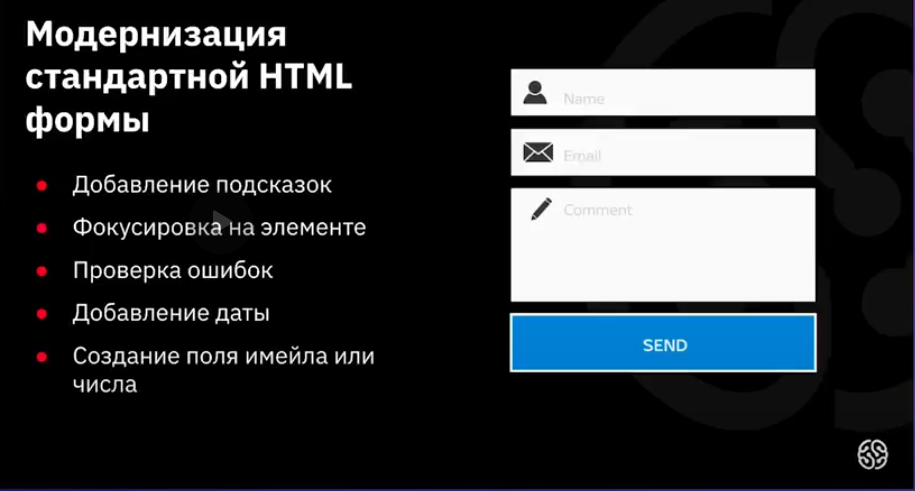 Модернизация
стандартной HTML
формы
Добавление подсказок
Фокусировка на элементе
Проверка ошибок
Добавление даты
Создание поля имейла или
числа
Name
Email
Comment
SEND